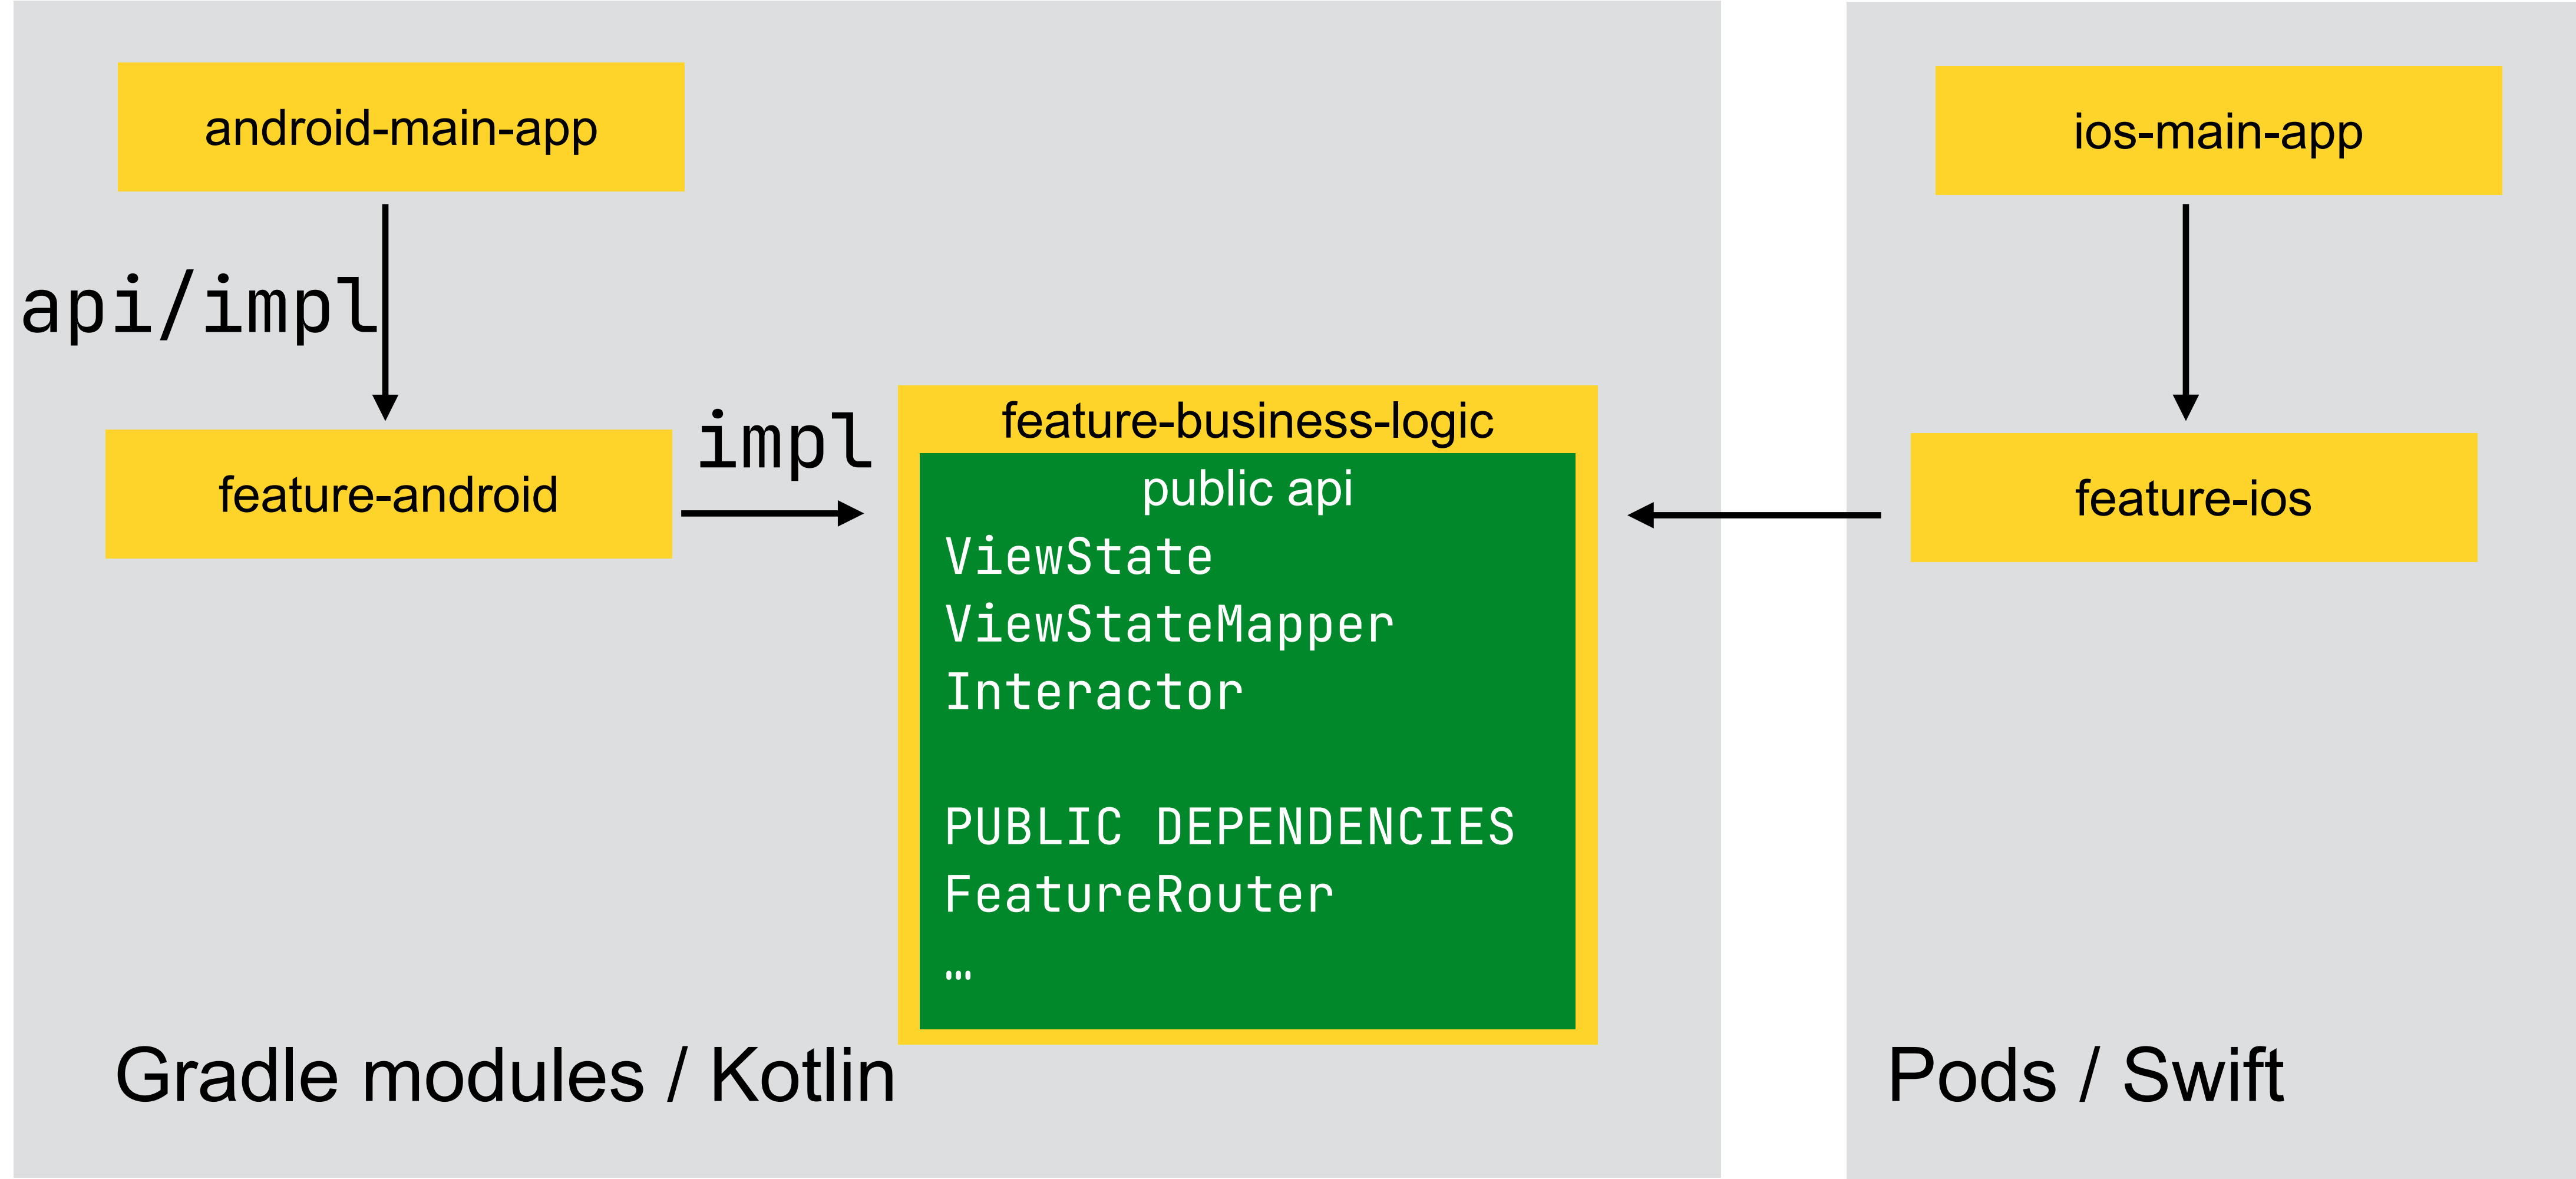 android-main-app
api/impl
feature-android
impl
feature-business-logic
public api
ViewState
ViewStateMapper
Interactor
PUBLIC DEPENDENCIES
FeatureRouter
…
Gradle modules / Kotlin
ios-main-app
feature-ios
Pods / Swift